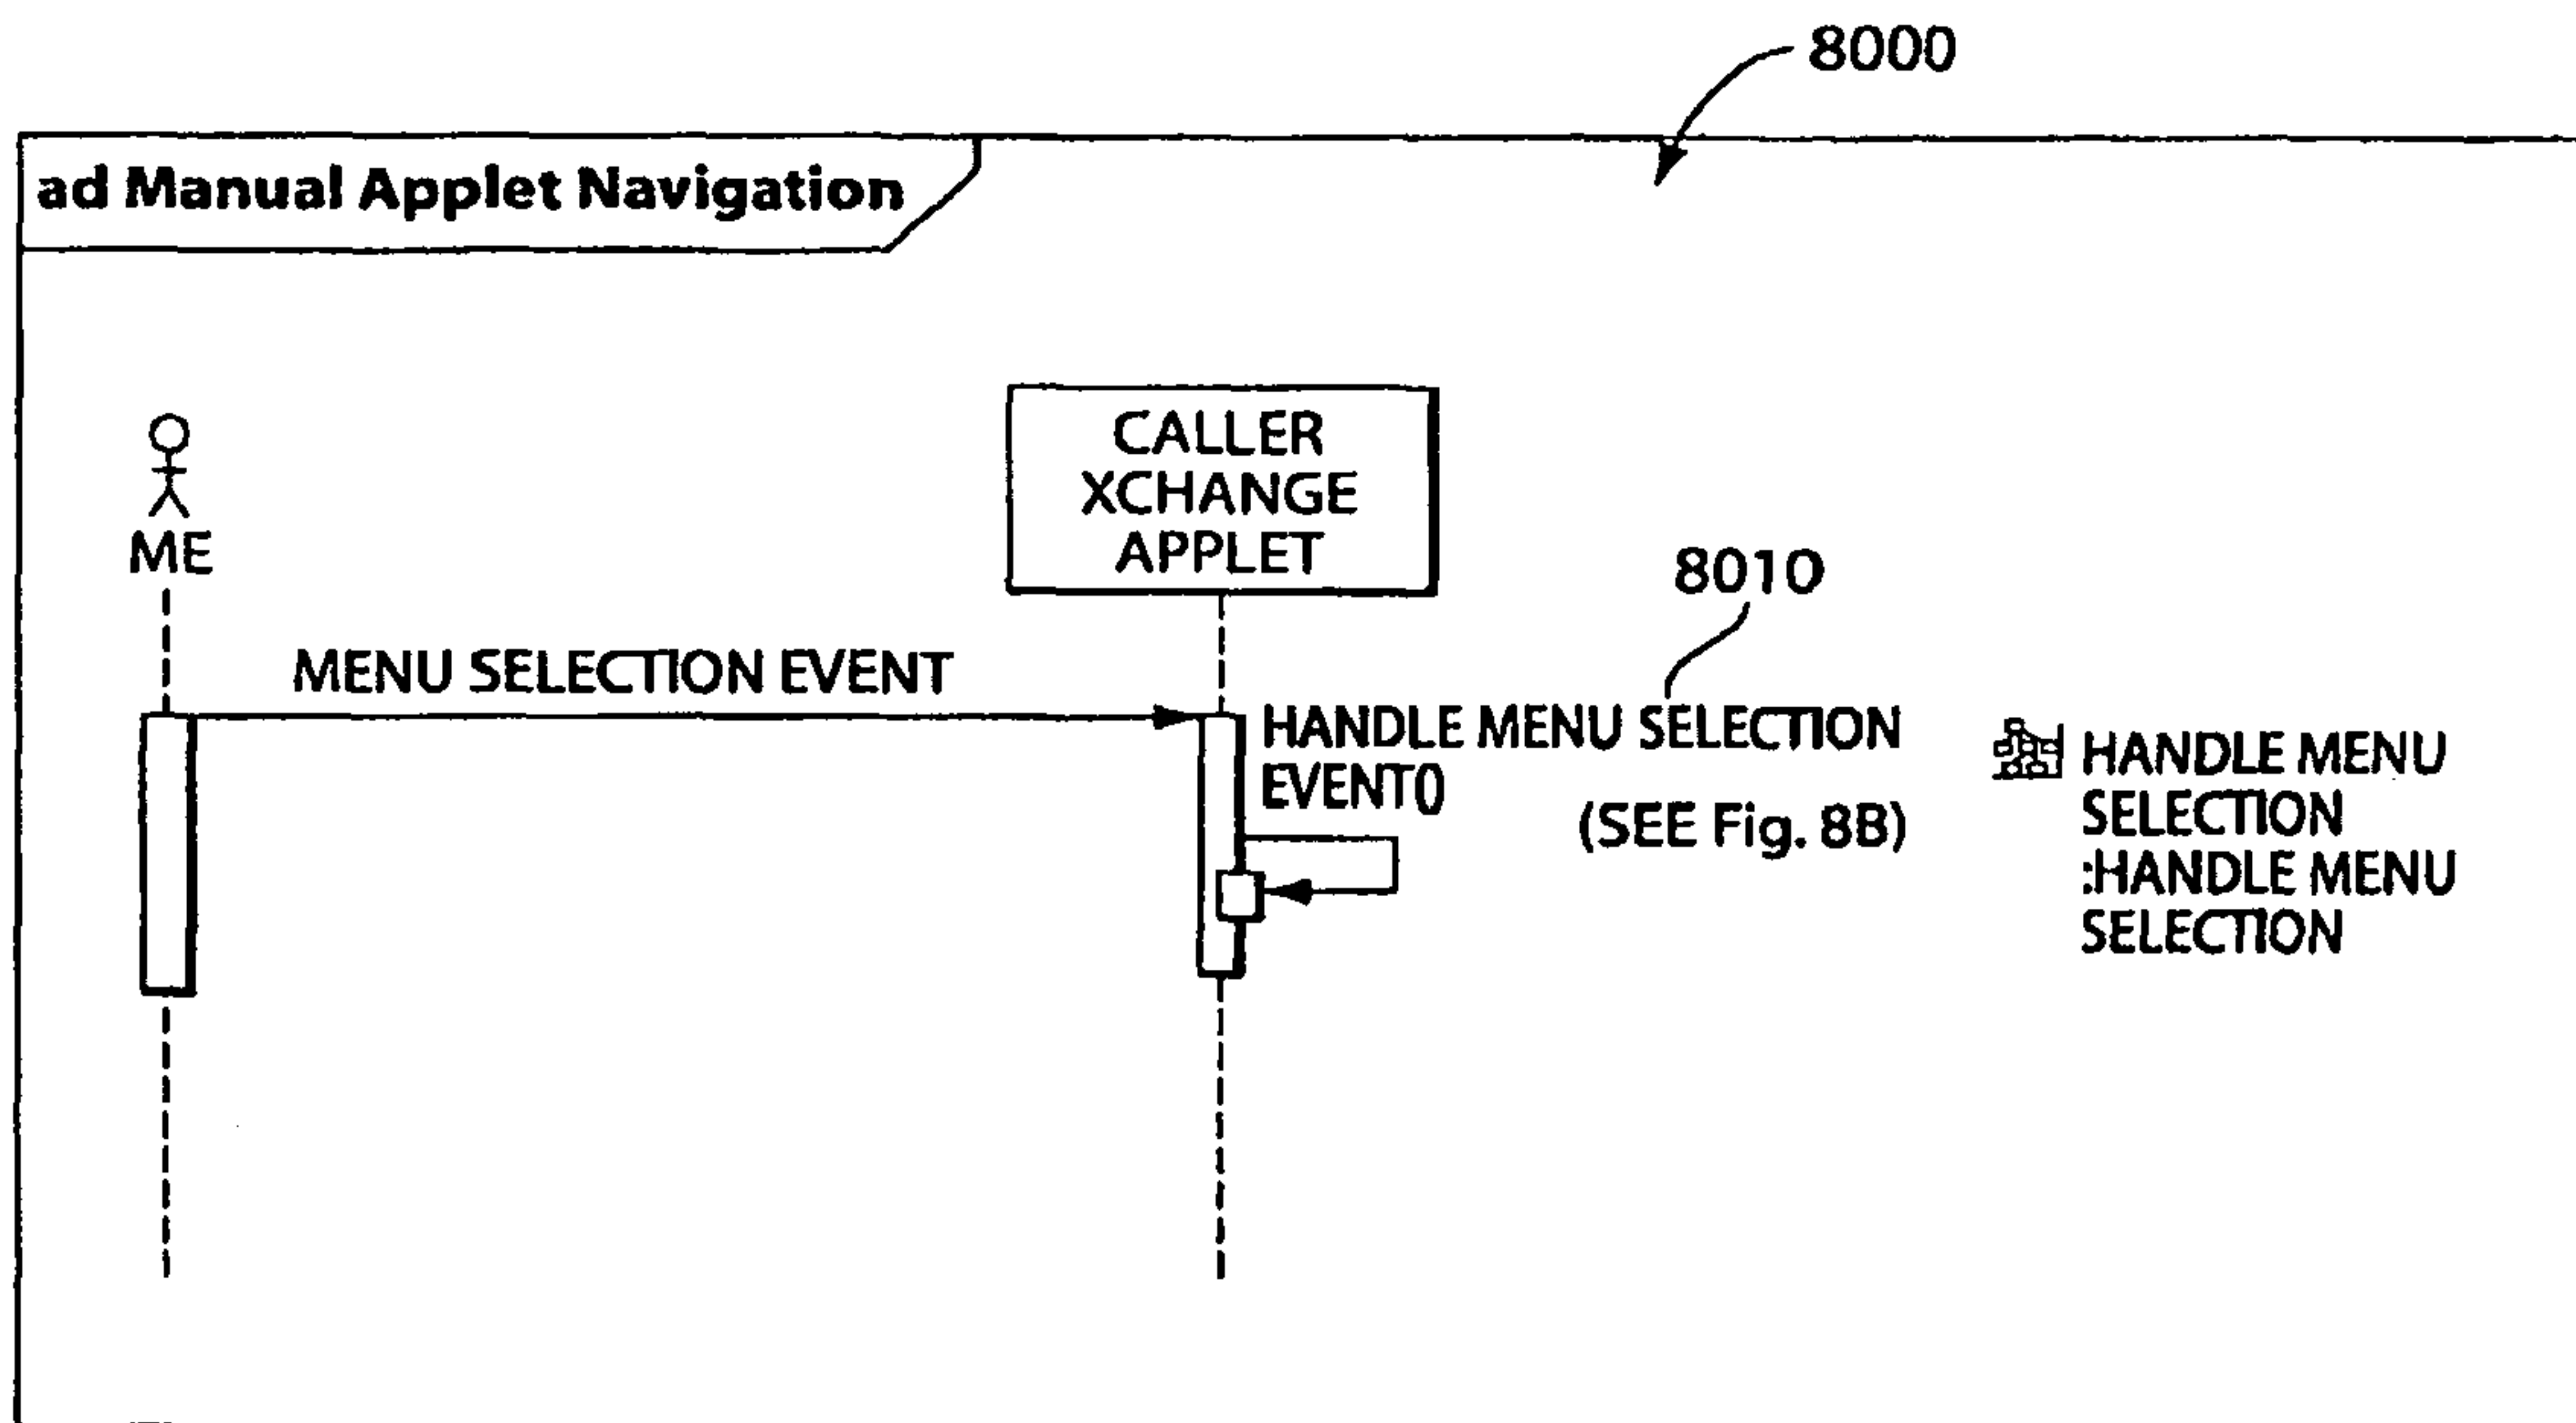 8000
ad Manual Applet Navigation
CALLER
XCHANGE
APPLET
ME
8010
MENU SELECTION EVENT
HANDLE MENU SELECTION
EVENT()
(SEE Fig. 8B)
HANDLE MENU
SELECTION
:HANDLE MENU
SELECTION